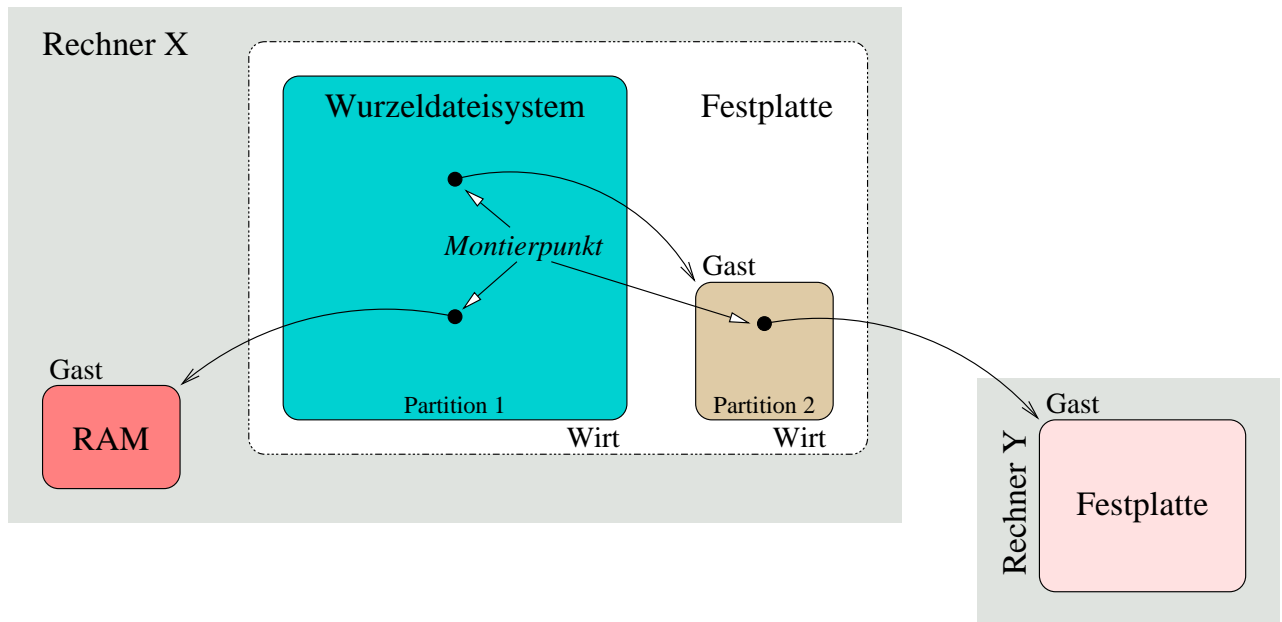 Rechner X
Wurzeldateisystem
Festplatte
Montierpunkt
Gast
Gast
RAM
Partition 1
Partition 2
Wirt
Wirt
Gast
Rechner Y
Festplatte